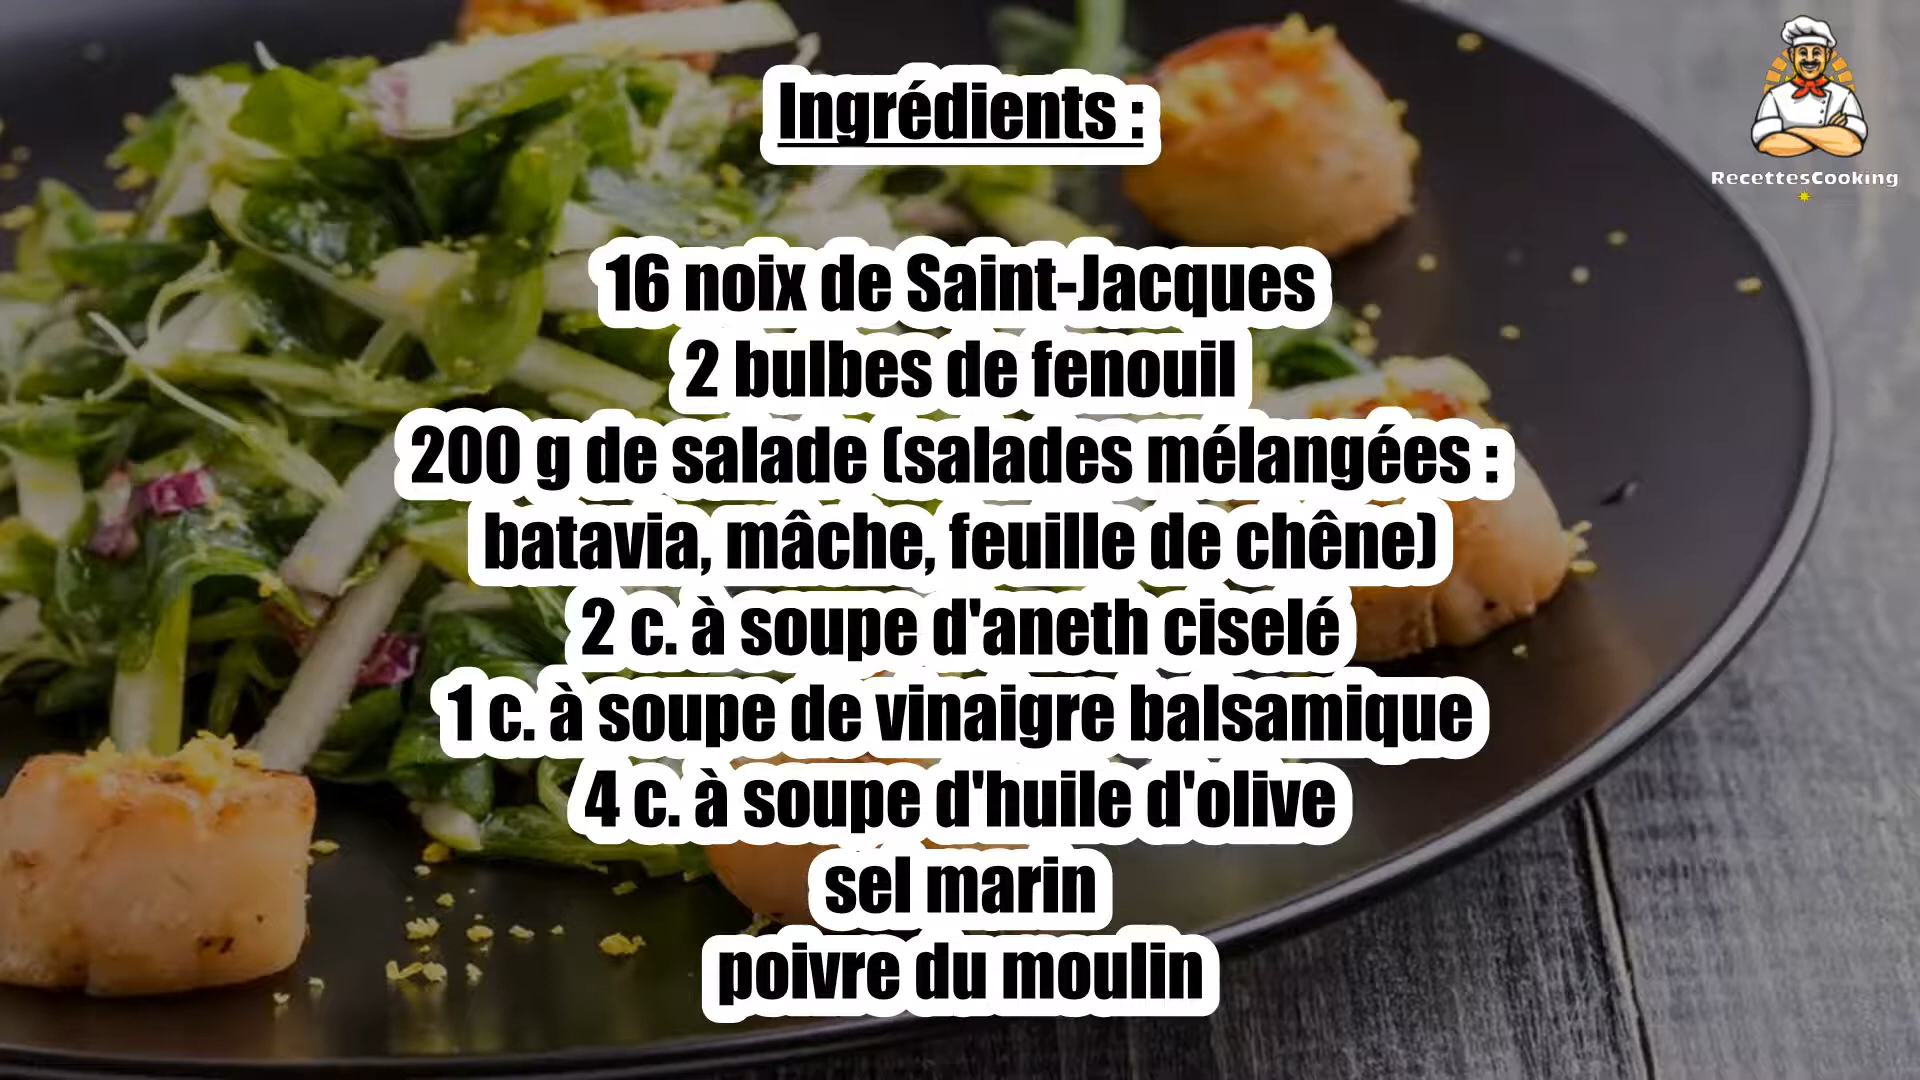 Ingrédients :
RecettesCooking
16 noix de Saint-Jacques
2 bulbes de fenouil
200 g de salade (salades mélangées :
batavia, mâche, feuille de chêne)
2 c. à soupe d'aneth ciselé
1 c. à soupe de vinaigre balsamique
4 c. à soupe d'huile d'olive
sel marin
poivre du moulin